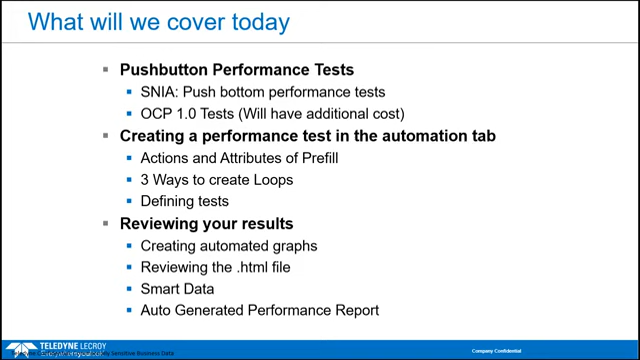 What will we cover today
Pushbutton Performance Tests
SNIA: Push bottom performance tests
OCP 1.0 Tests (Will have additional cost)
Creating a performance test in the automation tab
Actions and Attributes of Prefill
3 Ways to create Loops
Defining tests
Reviewing your results
Creating automated graphs
Reviewing the .html file
Smart Data
Auto Generated Performance Report
TELEDYNE LECROY
Sensitive Business Data
Company Confidential